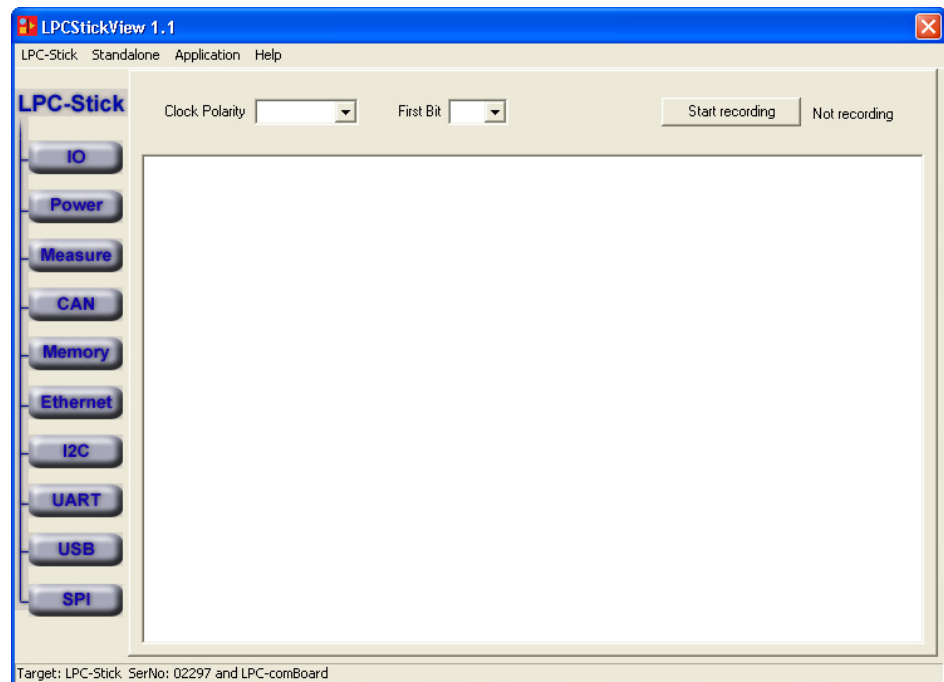 LPCStickView 1.1
LPC-Stick Standalone Application Help
LPC-Stick
Clock Polarity First Bit Start recording Not recording
IO
Power
Measure
CAN
Memory
Ethernet
I2C
UART
USB
SPI
Target: LPC-Stick SerNo: 02297 and LPC-comBoard